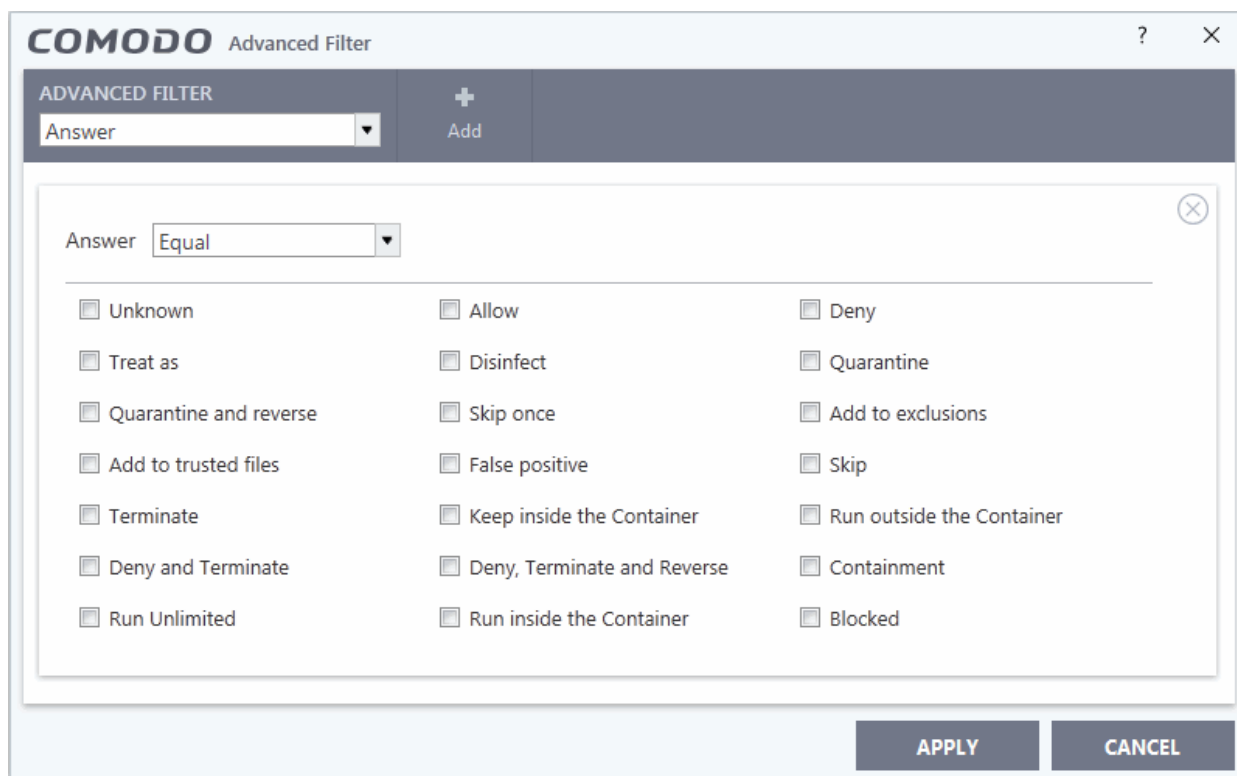 COMODO Advanced Filter ? ×
ADVANCED FILTER
Answer
Add
Answer Equal
Unknown Allow Deny
Treat as Disinfect Quarantine
Quarantine and reverse Skip once Add to exclusions
Add to trusted files False positive Skip
Terminate Keep inside the Container Run outside the Container
Deny and Terminate Deny, Terminate and Reverse Containment
Run Unlimited Run inside the Container Blocked
APPLY CANCEL